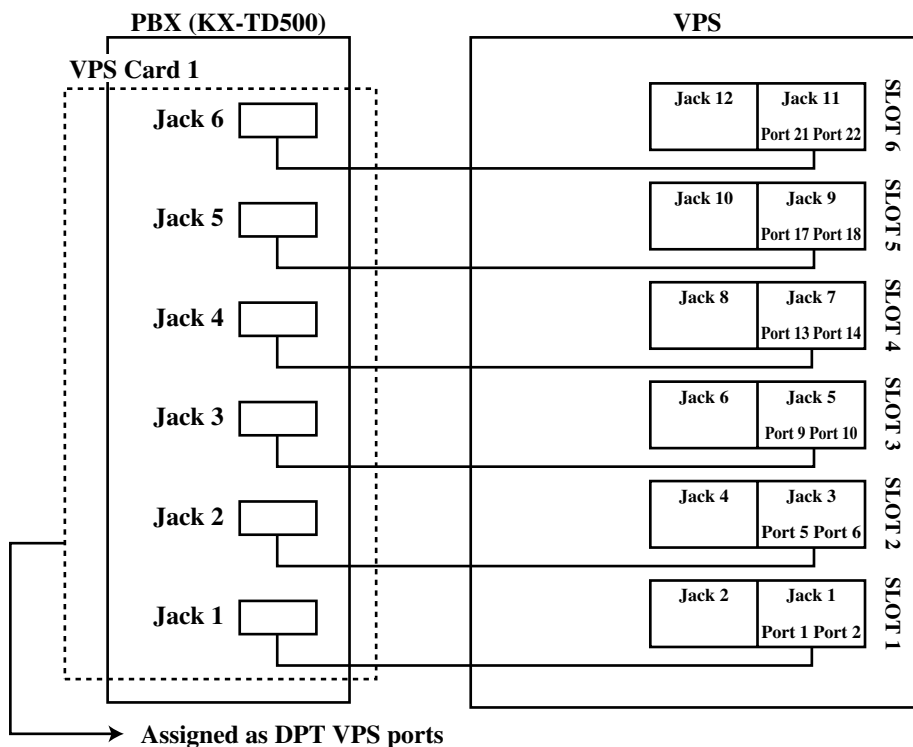 PBX (KX-TD500)
VPS
VPS Card 1
Jack 6
Jack 12
Jack 11
Port 21 Port 22
SLOT 6
Jack 5
Jack 10
Jack 9
Port 17 Port 18
SLOT 5
Jack 4
Jack 8
Jack 7
Port 13 Port 14
SLOT 4
Jack 3
Jack 6
Jack 5
Port 9 Port 10
SLOT 3
Jack 2
Jack 4
Jack 3
Port 5 Port 6
SLOT 2
Jack 1
Jack 2
Jack 1
Port 1 Port 2
SLOT 1
Assigned as DPT VPS ports